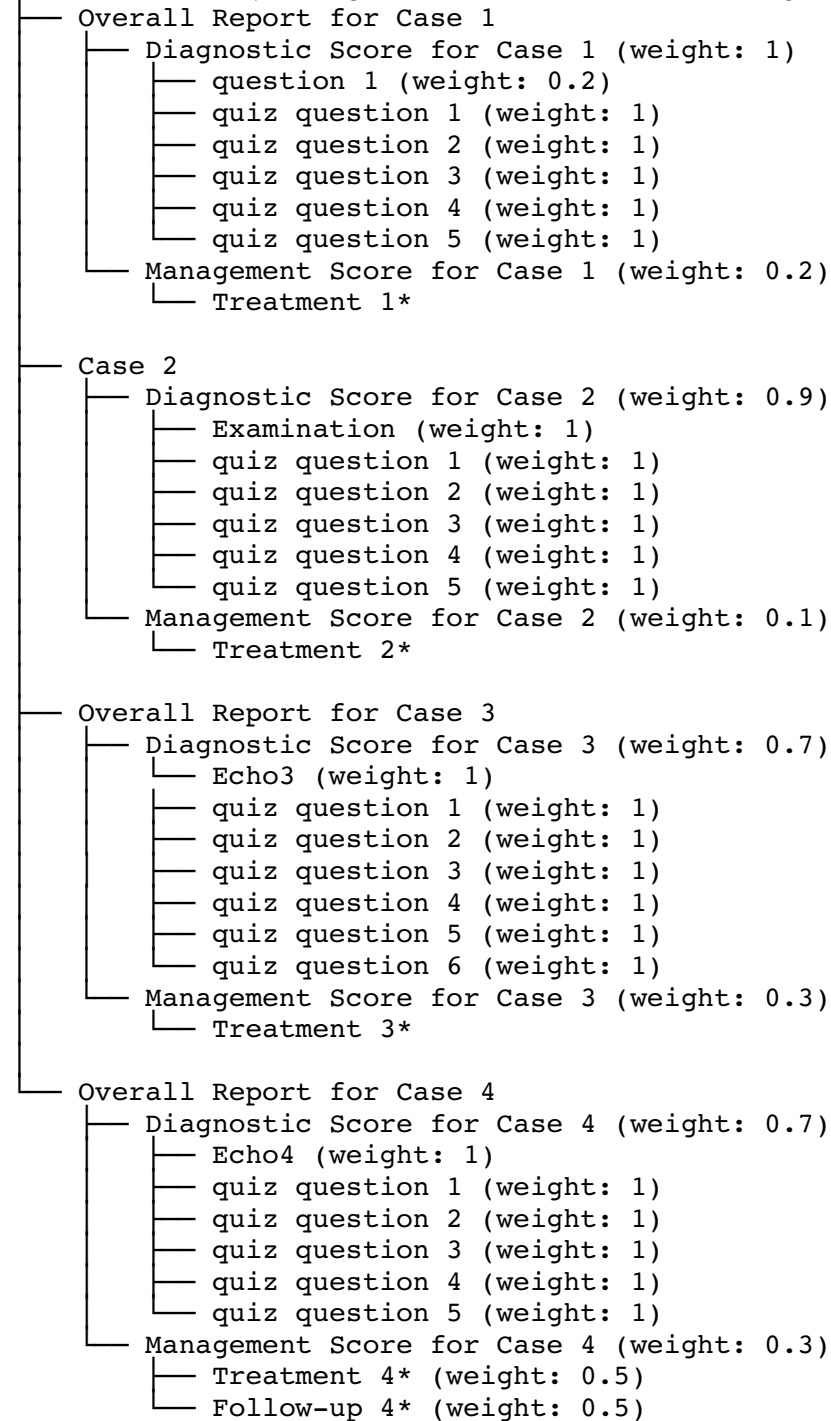 Overall Report for Case 1
Diagnostic Score for Case 1 (weight: 1)
question 1 (weight: 0.2)
quiz question 1 (weight: 1)
quiz question 2 (weight: 1)
quiz question 3 (weight: 1)
quiz question 4 (weight: 1)
quiz question 5 (weight: 1)
Management Score for Case 1 (weight: 0.2)
Treatment 1*
Case 2
Diagnostic Score for Case 2 (weight: 0.9)
Examination (weight: 1)
quiz question 1 (weight: 1)
quiz question 2 (weight: 1)
quiz question 3 (weight: 1)
quiz question 4 (weight: 1)
quiz question 5 (weight: 1)
Management Score for Case 2 (weight: 0.1)
Treatment 2*
Overall Report for Case 3
Diagnostic Score for Case 3 (weight: 0.7)
Echo3 (weight: 1)
quiz question 1 (weight: 1)
quiz question 2 (weight: 1)
quiz question 3 (weight: 1)
quiz question 4 (weight: 1)
quiz question 5 (weight: 1)
quiz question 6 (weight: 1)
Management Score for Case 3 (weight: 0.3)
Treatment 3*
Overall Report for Case 4
Diagnostic Score for Case 4 (weight: 0.7)
Echo4 (weight: 1)
quiz question 1 (weight: 1)
quiz question 2 (weight: 1)
quiz question 3 (weight: 1)
quiz question 4 (weight: 1)
quiz question 5 (weight: 1)
Management Score for Case 4 (weight: 0.3)
Treatment 4* (weight: 0.5)
Follow-up 4* (weight: 0.5)